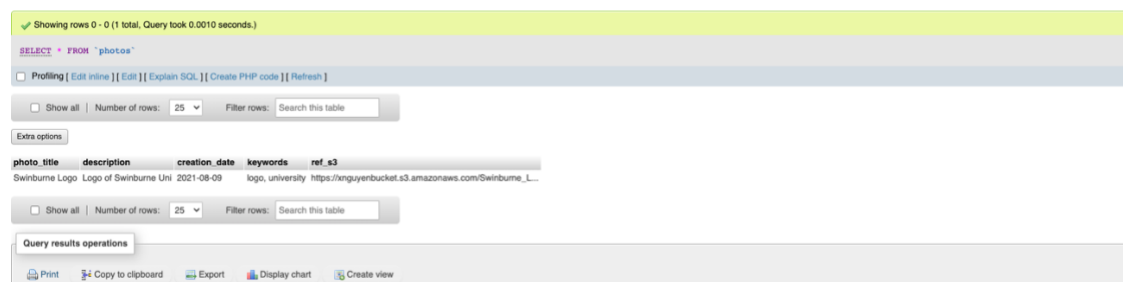 Showing rows 0 - 0 (1 total, Query took 0.0010 seconds.)
SELECT * FROM `photos`
Profiling [ Edit inline ] [ Edit ] [ Explain SQL ] [ Create PHP code ] [ Refresh ]
Show all | Number of rows: 25 Filter rows: Search this table
Extra options
photo_title description creation_date keywords ref_s3
Swinburne Logo Logo of Swinburne Uni 2021-08-09 logo, university https://xnguyenbucket.s3.amazonaws.com/Swinburne_L...
Show all | Number of rows: 25 Filter rows: Search this table
Query results operations
Print Copy to clipboard Export Display chart Create view